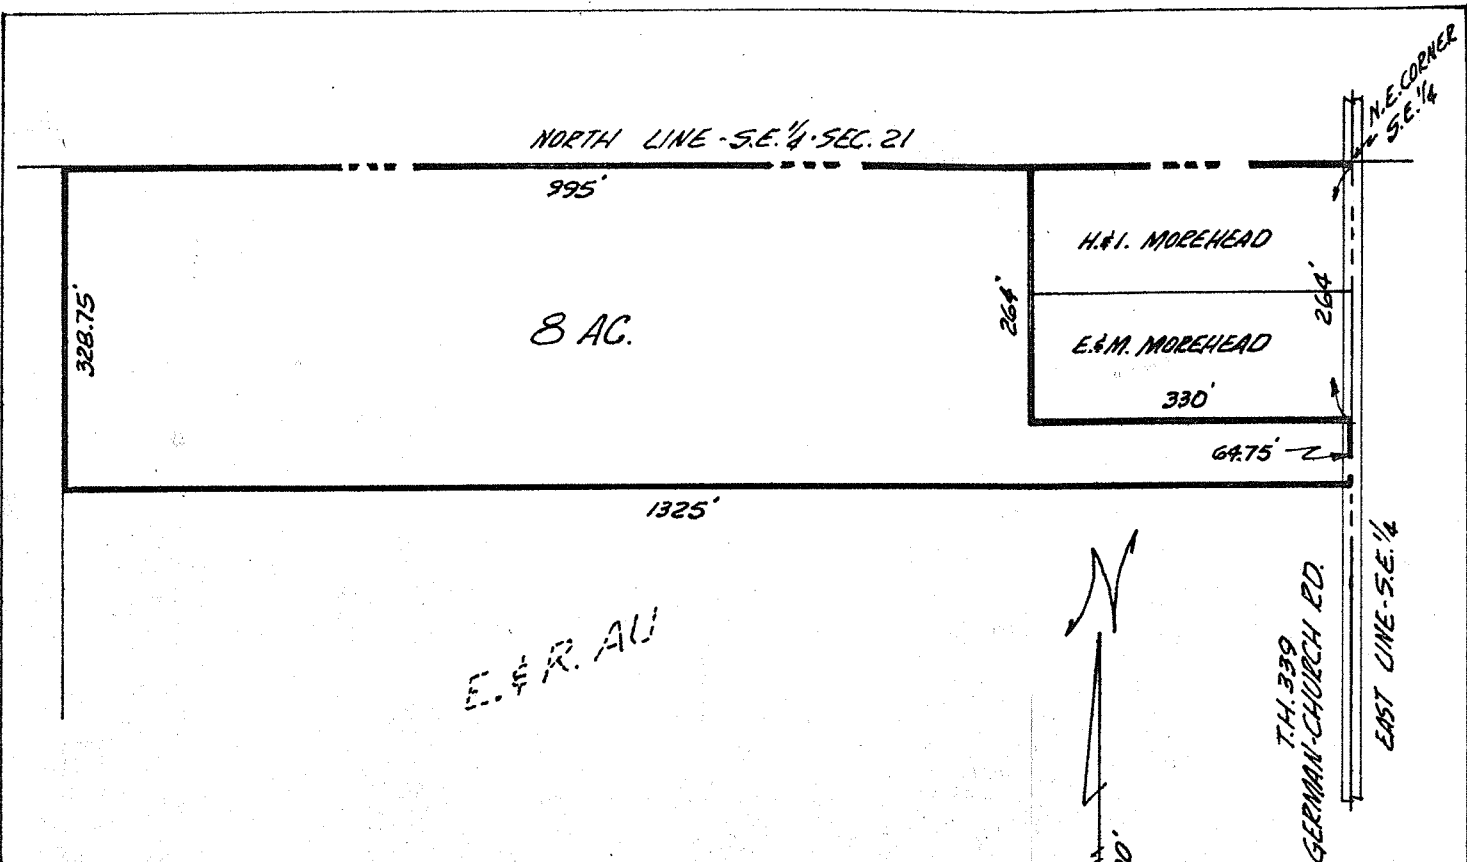 N.E. CORNER
S.E. 1/4
NORTH LINE - S.E. 1/4 - SEC. 21
995'
H. & I. MOREHEAD
328.75'
8 AC.
264'
264'
E. & M. MOREHEAD
330'
64.75'
1325'
E. & R. AU
N
T.H. 339
GERMAN-CHURCH RD.
EAST LINE-S.E. 1/4